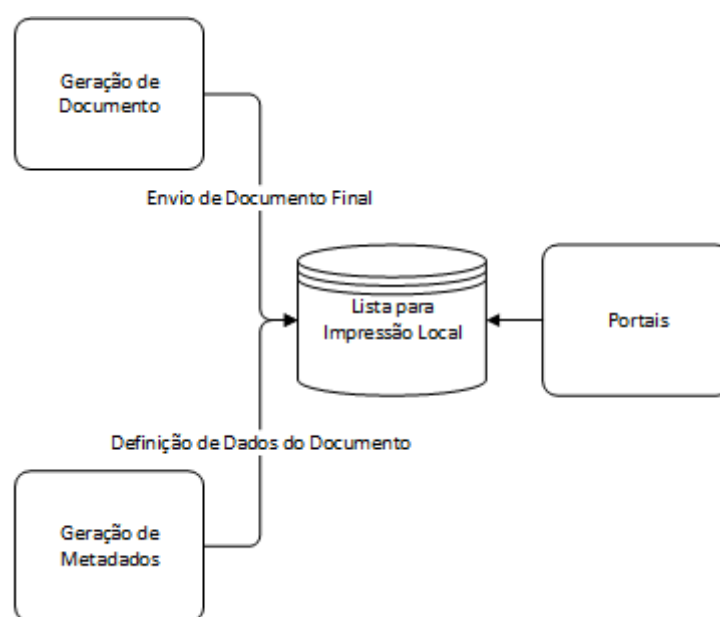 Geração de
Documento
Envio de Documento Final
Lista para
Impressão Local
Portais
Definição de Dados do Documento
Geração de
Metadados